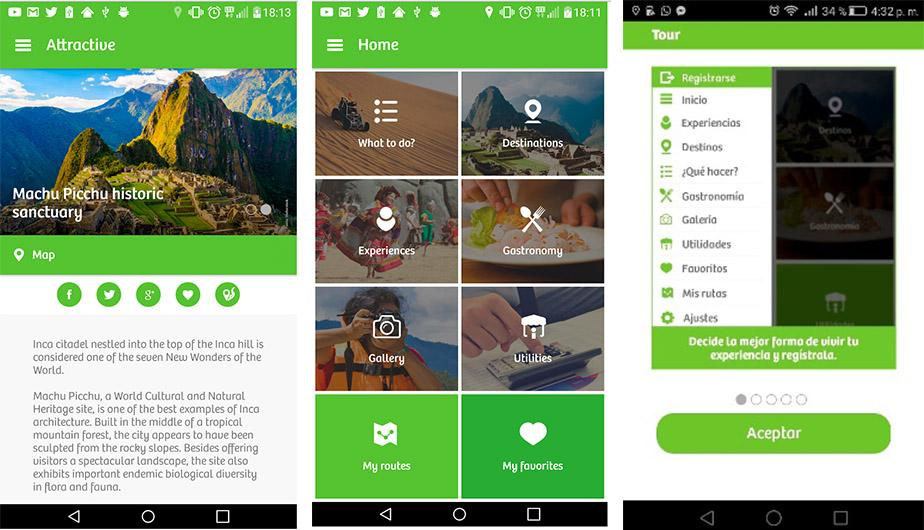 18:13
Attractive
Machu Picchu historic
sanctuary
Map
f
g+
Inca citadel nestled into the top of the Inca hill is
considered one of the seven New Wonders of the
World.
Machu Picchu, a World Cultural and Natural
Heritage site, is one of the best examples of Inca
architecture. Built in the middle of a tropical
mountain forest, the city appears to have been
sculpted from the rocky slopes. Besides offering
visitors a spectacular landscape, the site also
exhibits important endemic biological diversity
in flora and fauna.
18:11
Home
What to do?
Destinations
Experiences
Gastronomy
Gallery
Utilities
My routes
My favorites
34 % 4:32 p. m.
Tour
Registrarse
Inicio
Experiencias
Destinos
¿Qué hacer?
Gastronomía
Galería
Utilidades
Favoritos
Mis rutas
Ajustes
Destinos
Gastronomía
Utilidades
Decide la mejor forma de vivir tu
experiencia y regístrala.
Aceptar